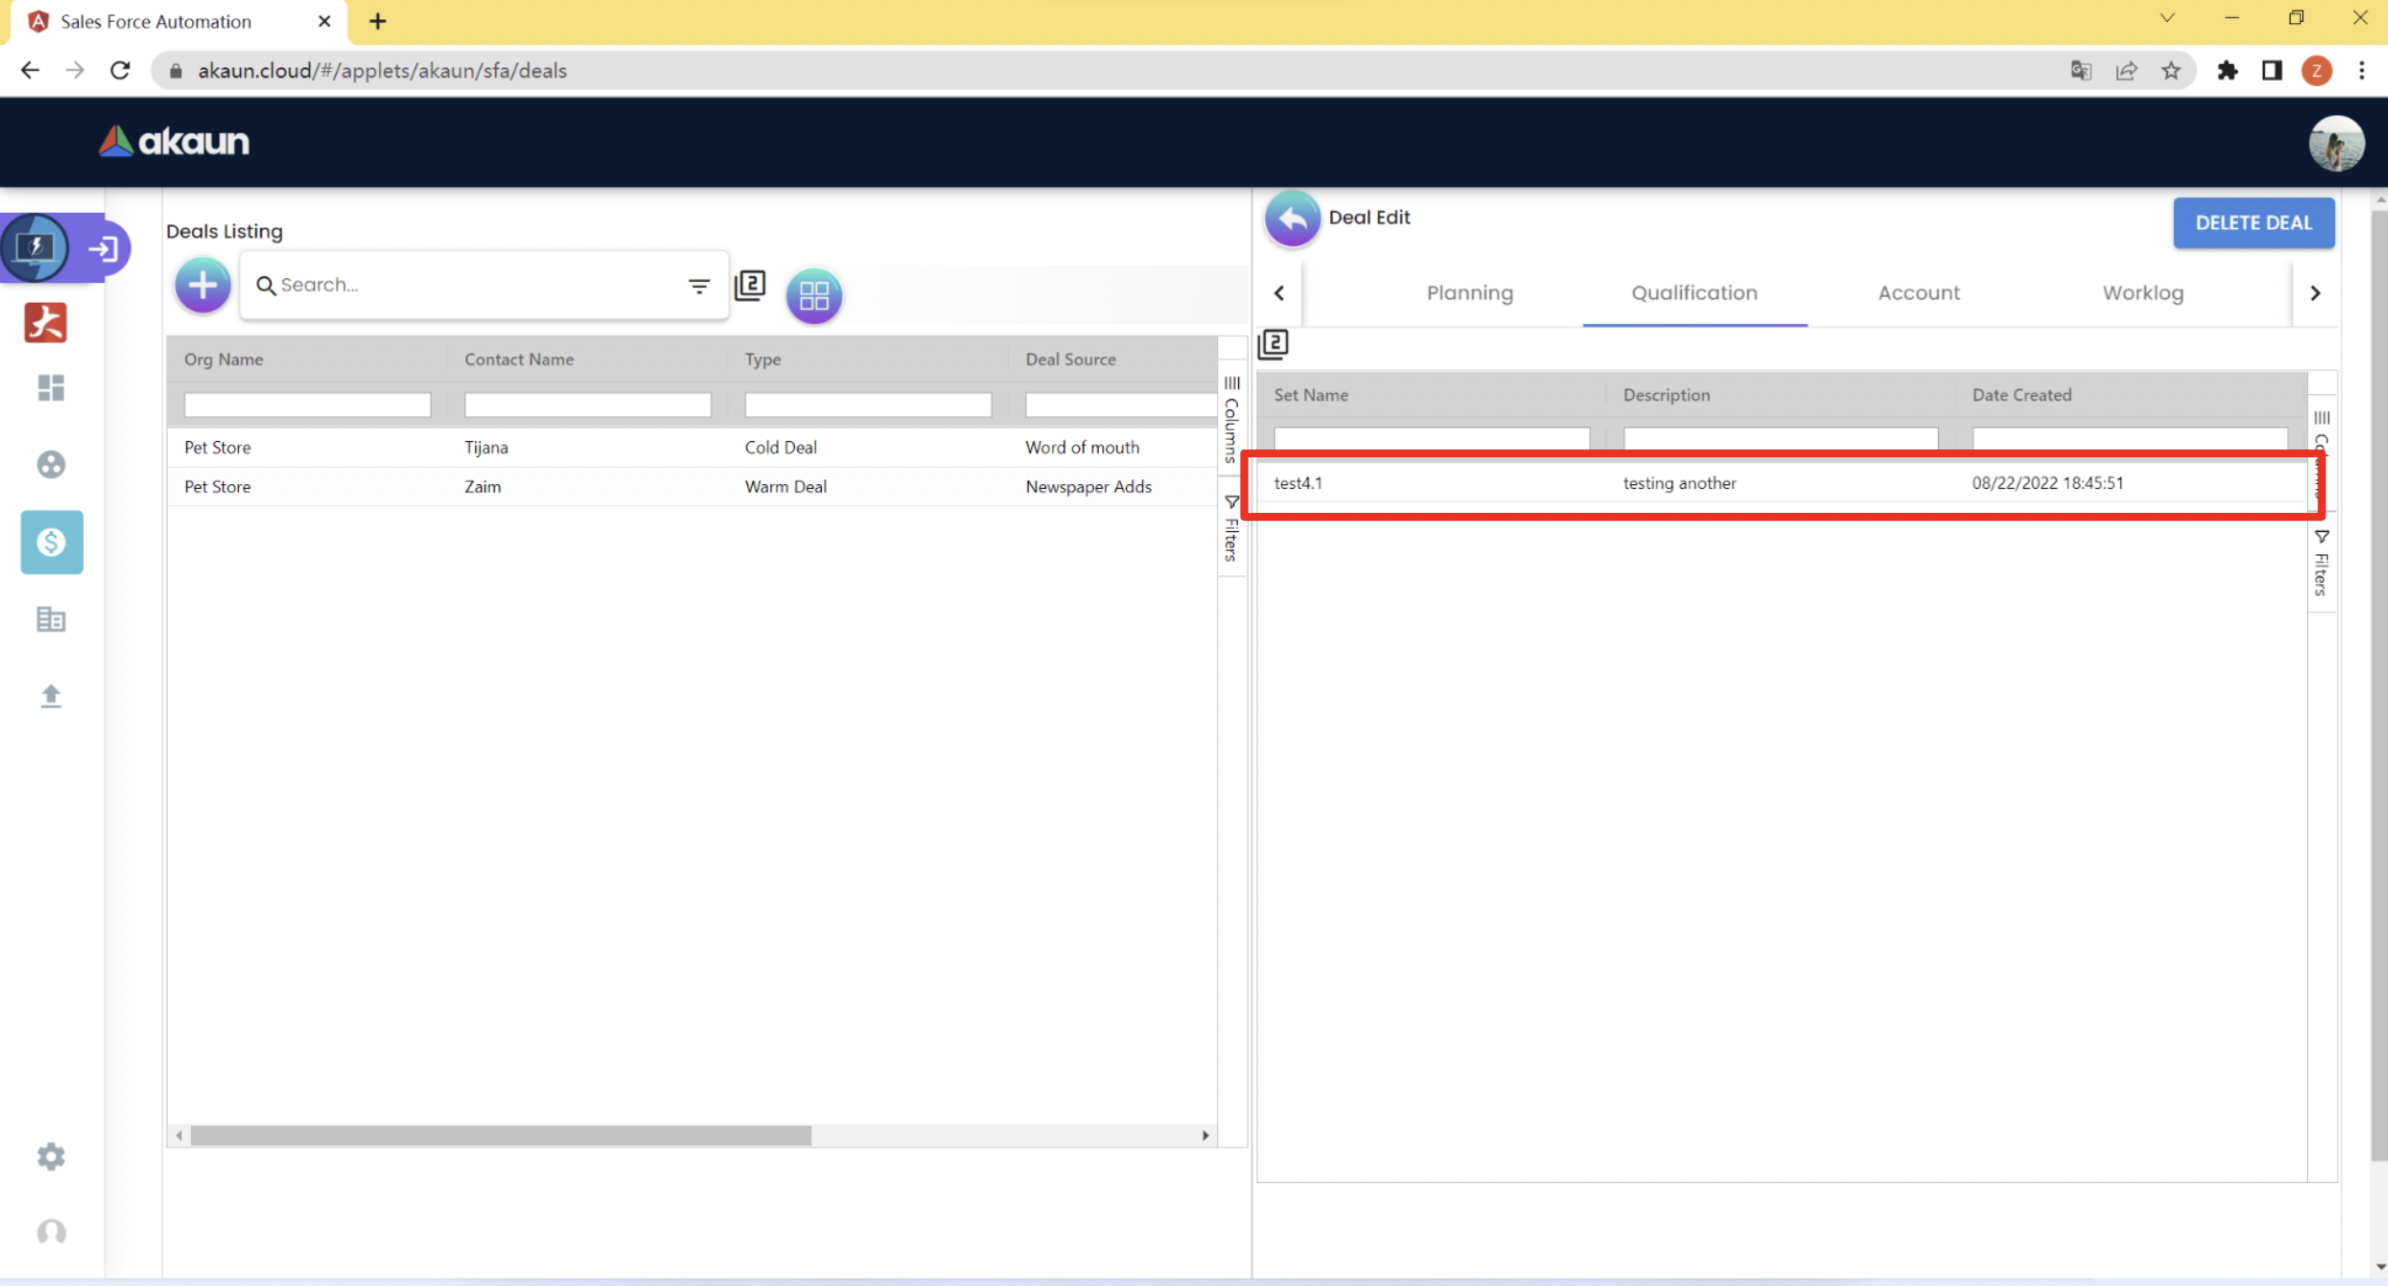 Sales Force Automation
akaun.cloud/#/applets/akaun/sfa/deals
Z
akaun
Deals Listing
Search...
2
Org Name Contact Name Type Deal Source
Pet Store Tijana Cold Deal Word of mouth
Pet Store Zaim Warm Deal Newspaper Adds
Columns
Filters
Deal Edit
DELETE DEAL
Planning Qualification Account Worklog
2
Set Name Description Date Created
test4.1 testing another 08/22/2022 18:45:51
Columns
Filters